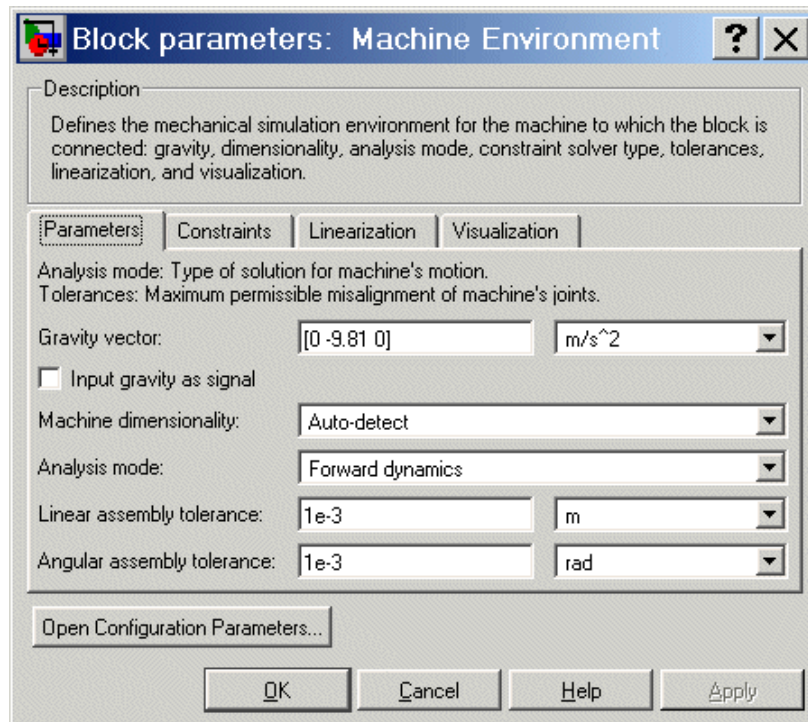 Block parameters: Machine Environment
Description
Defines the mechanical simulation environment for the machine to which the block is
connected: gravity, dimensionality, analysis mode, constraint solver type, tolerances,
linearization, and visualization.
Parameters Constraints Linearization Visualization
Analysis mode: Type of solution for machine's motion.
Tolerances: Maximum permissible misalignment of machine's joints.
Gravity vector: [0 -9.81 0] m/s^2
Input gravity as signal
Machine dimensionality: Auto-detect
Analysis mode: Forward dynamics
Linear assembly tolerance: 1e-3 m
Angular assembly tolerance: 1e-3 rad
Open Configuration Parameters...
OK Cancel Help Apply